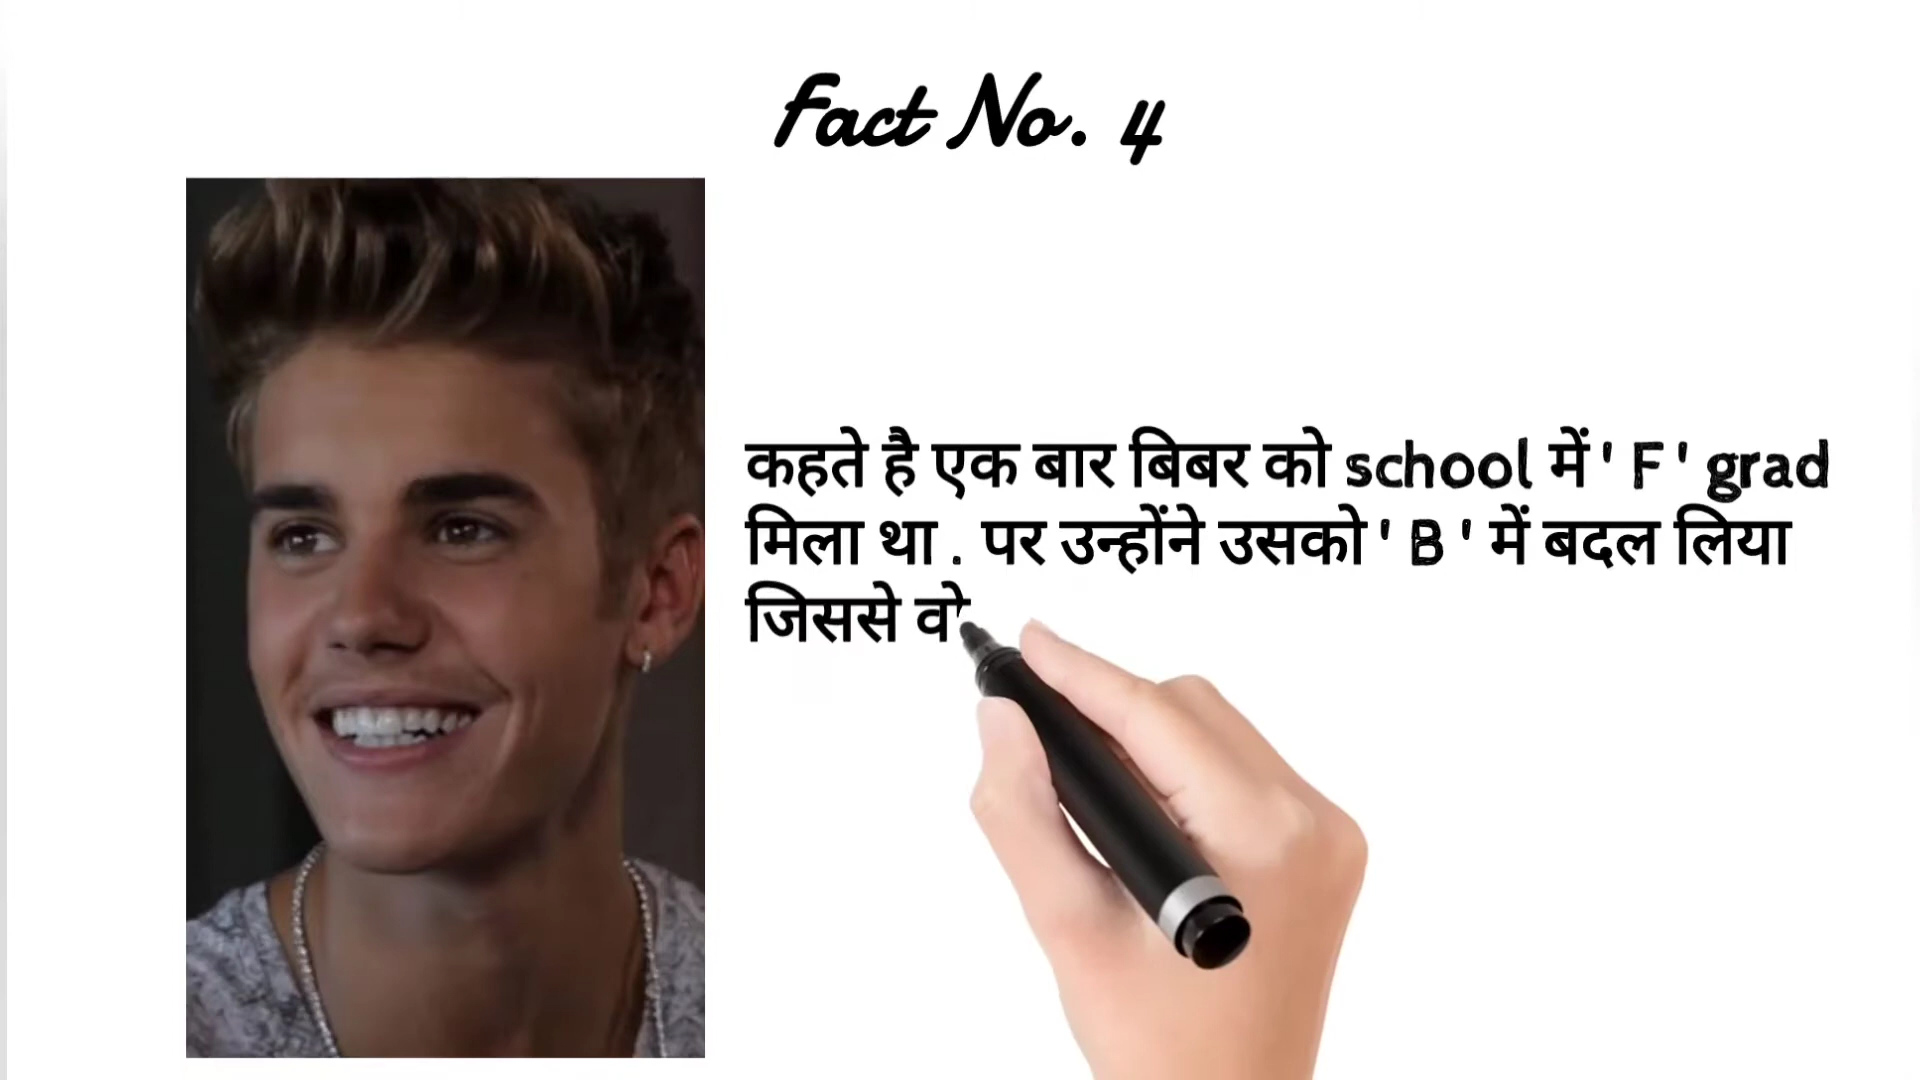 Fact No. 4
कहते है एक बार बिबर को school में ' F ' grad
मिला था . पर उन्होंने उसको ' B ' में बदल लिया
जिससे वो